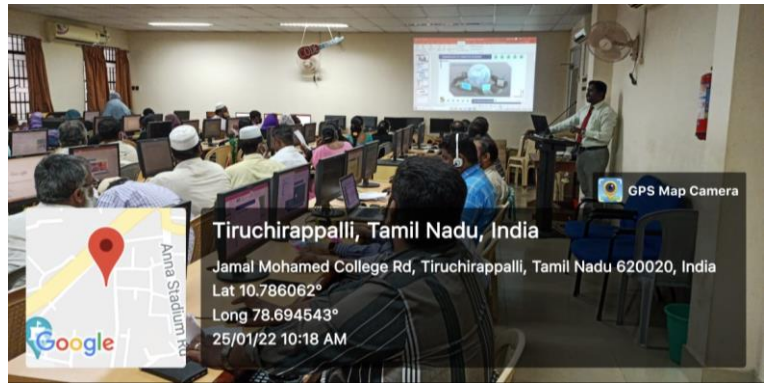 GPS Map Camera
Tiruchirappalli, Tamil Nadu, India
Jamal Mohamed College Rd, Tiruchirappalli, Tamil Nadu 620020, India
Lat 10.786062°
Long 78.694543°
25/01/22 10:18 AM
Anna Stadium Rd
Google